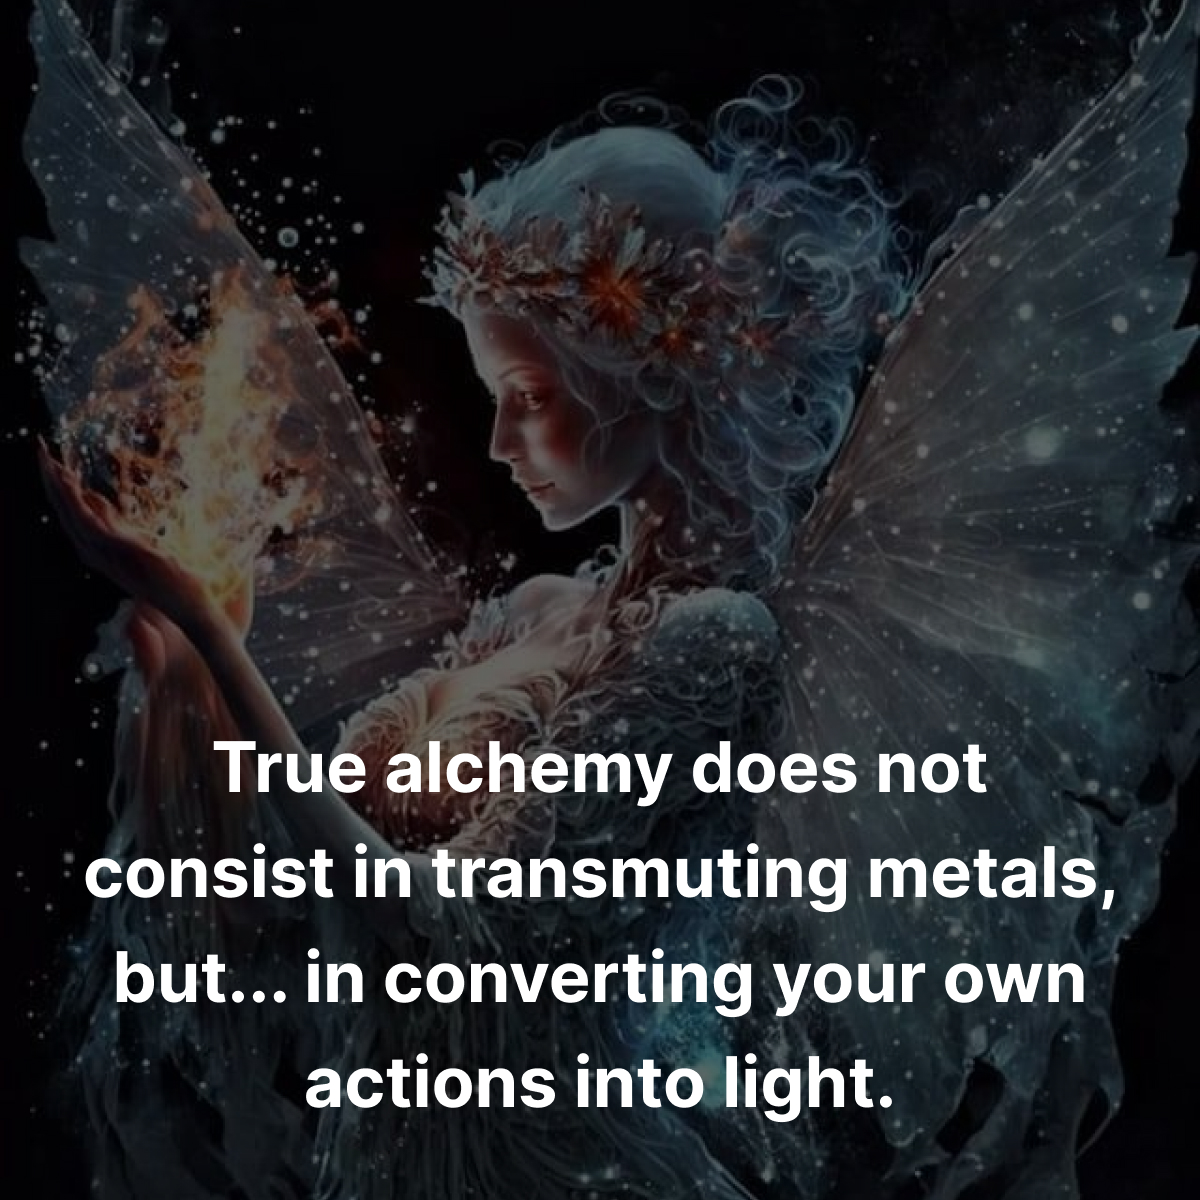 True alchemy does not
consist in transmuting metals,
but... in converting your own
actions into light.